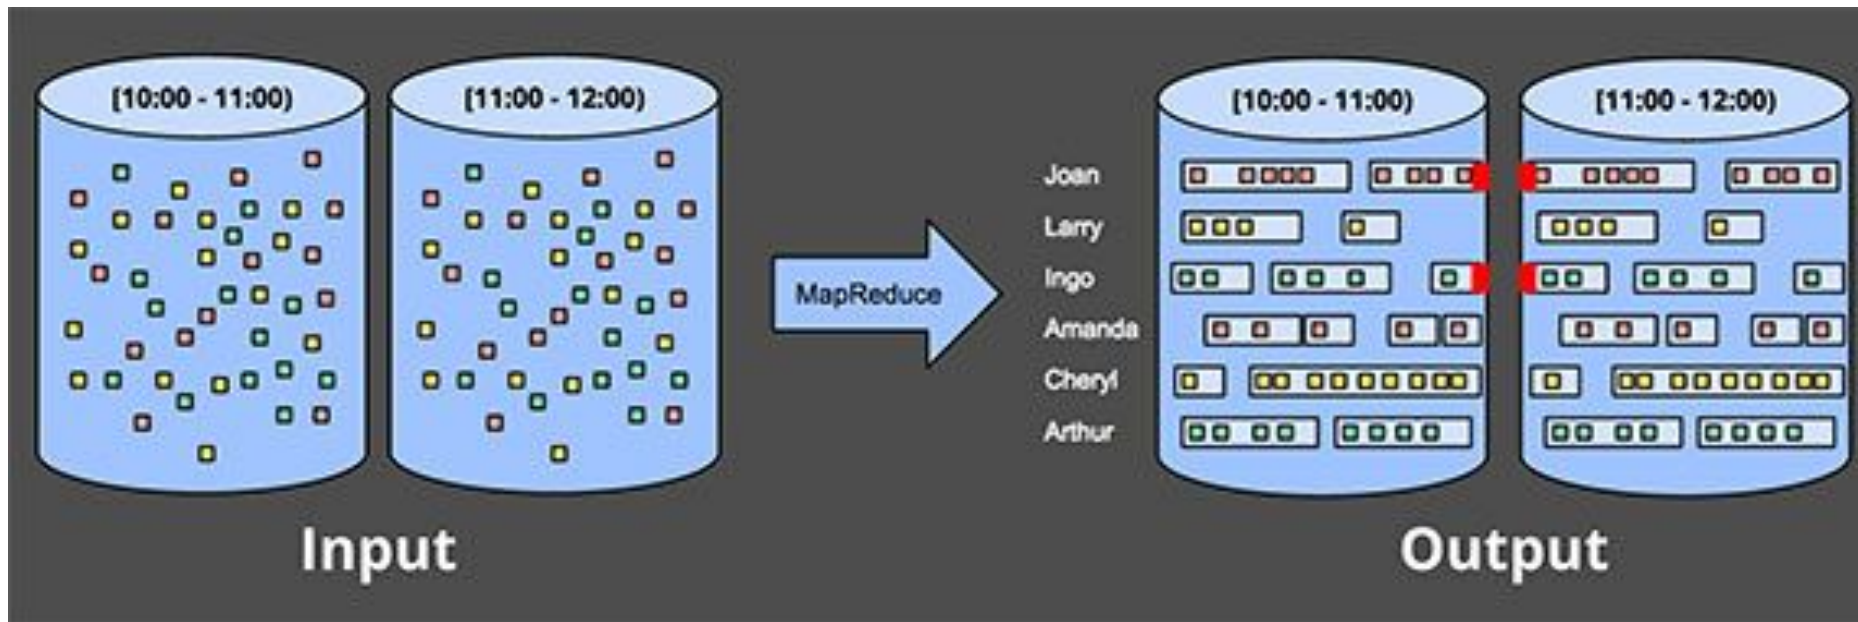 [10:00 - 11:00)
[11:00 - 12:00)
[10:00 - 11:00)
[11:00 - 12:00)
Joan
Larry
Ingo
Amanda
Cheryl
Arthur
MapReduce
Input
Output